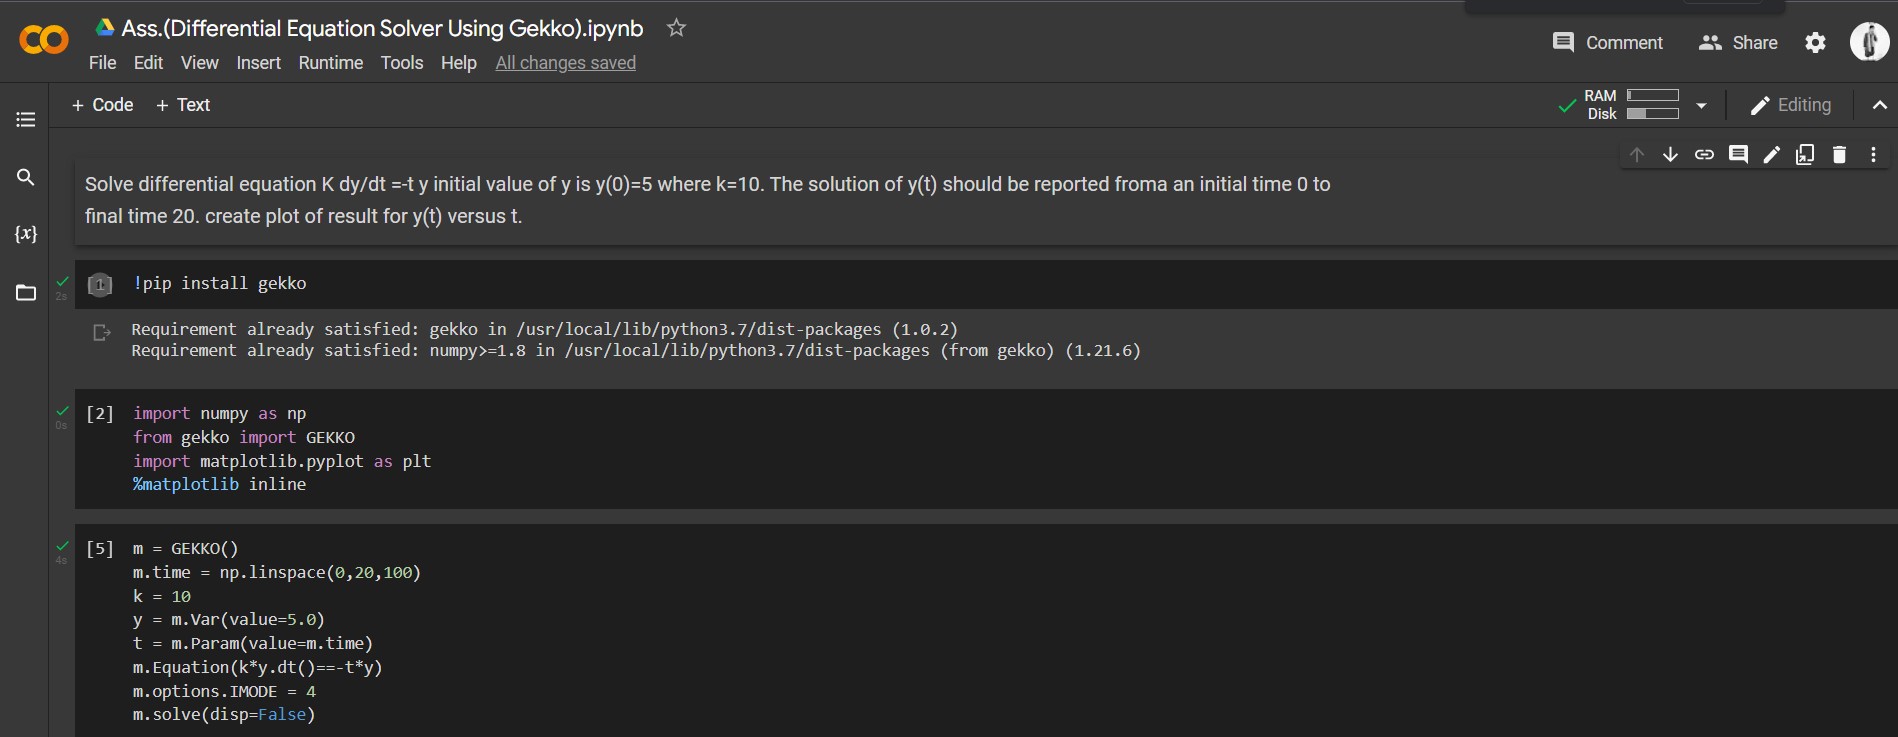 Ass.(Differential Equation Solver Using Gekko).ipynb
File Edit View Insert Runtime Tools Help All changes saved
Comment Share
+ Code + Text
RAM
Disk
Editing
Solve differential equation K dy/dt =-t y initial value of y is y(0)=5 where k=10. The solution of y(t) should be reported froma an initial time 0 to
final time 20. create plot of result for y(t) versus t.
{x}
[1] !pip install gekko
2s
Requirement already satisfied: gekko in /usr/local/lib/python3.7/dist-packages (1.0.2)
Requirement already satisfied: numpy>=1.8 in /usr/local/lib/python3.7/dist-packages (from gekko) (1.21.6)
[2] import numpy as np
0s
from gekko import GEKKO
import matplotlib.pyplot as plt
%matplotlib inline
[5] m = GEKKO()
4s
m.time = np.linspace(0,20,100)
k = 10
y = m.Var(value=5.0)
t = m.Param(value=m.time)
m.Equation(k*y.dt()==-t*y)
m.options.IMODE = 4
m.solve(disp=False)